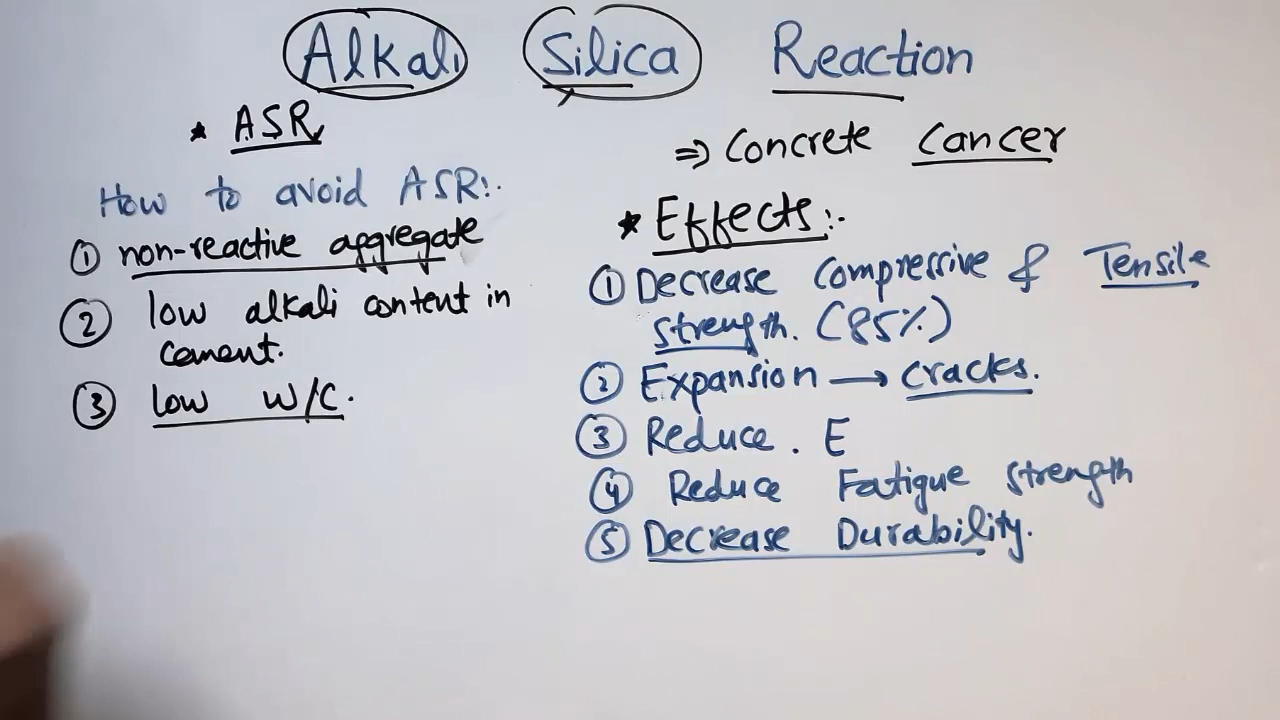 Alkali Silica Reaction
* ASR
How to avoid ASR:-
① non-reactive aggregate
② low alkali content in
cement.
③ low W/C.
⇒ Concrete Cancer
* Effects:-
① Decrease Compressive & Tensile
strength. (85%)
② Expansion → cracks.
③ Reduce. E
④ Reduce Fatigue strength
⑤ Decrease Durability.